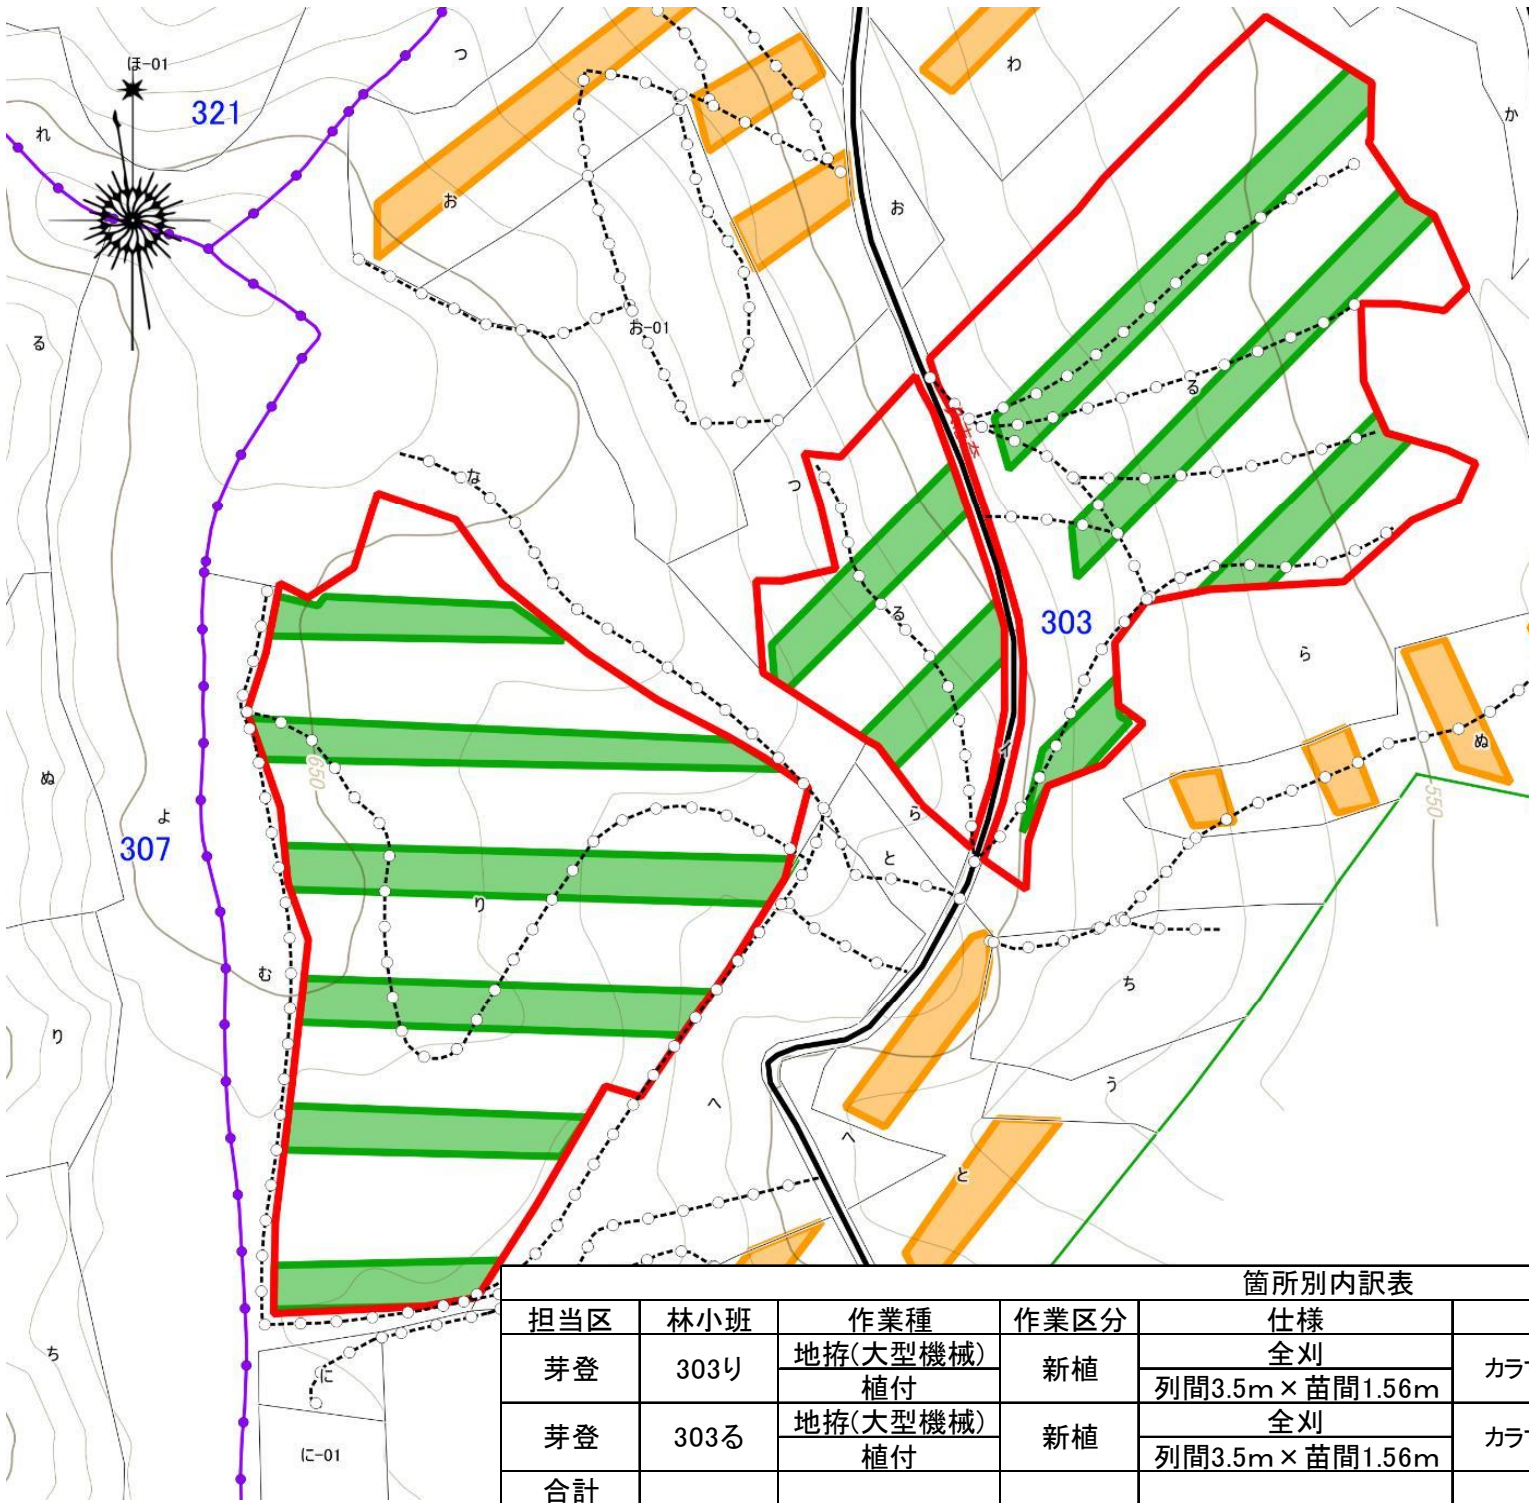 ほ-01
つ
321
わ
か
れ
お
お
る
お-01
る
な
つ
る
303
ら
イ
ぬ
650
ぬ
よ
ら
550
307
と
り
む
ち
り
う
へ
へ
と
ち
に
に-01
箇所別内訳表
担当区 林小班 作業種 作業区分 仕様
芽登 303り 地拵(大型機械) 新植 全刈 カラ
植付 列間3.5m×苗間1.56m
芽登 303る 地拵(大型機械) 新植 全刈 カラ
植付 列間3.5m×苗間1.56m
合計